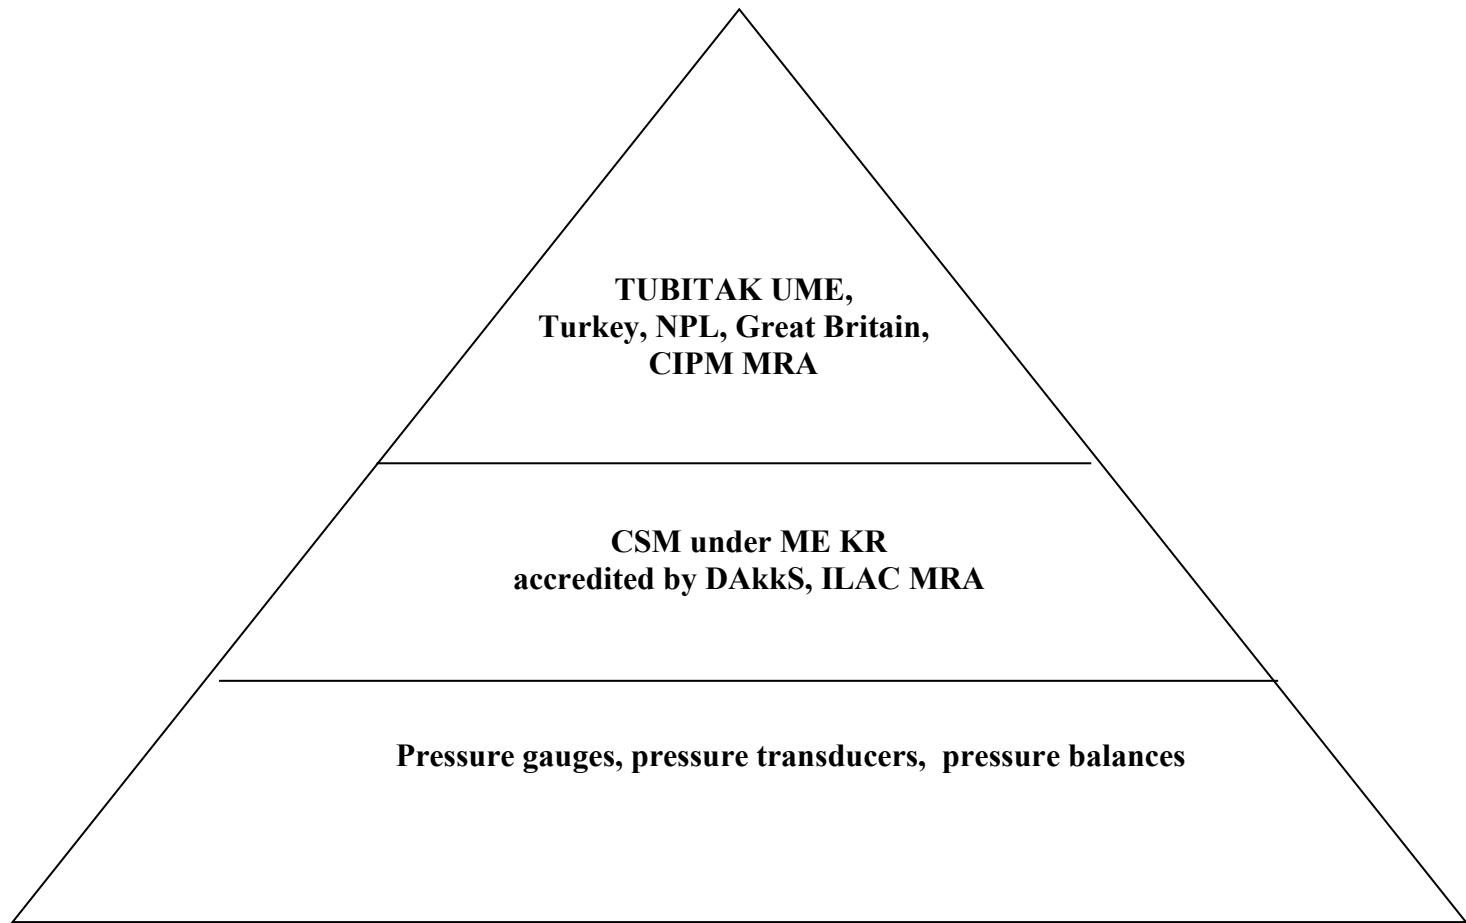 TUBITAK UME,
Turkey, NPL, Great Britain,
CIPM MRA
CSM under ME KR
accredited by DAkkS, ILAC MRA
Pressure gauges, pressure transducers,  pressure balances